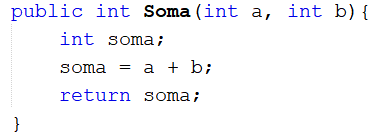 public int Soma(int a, int b){
    int soma;
    soma = a + b;
    return soma;
}